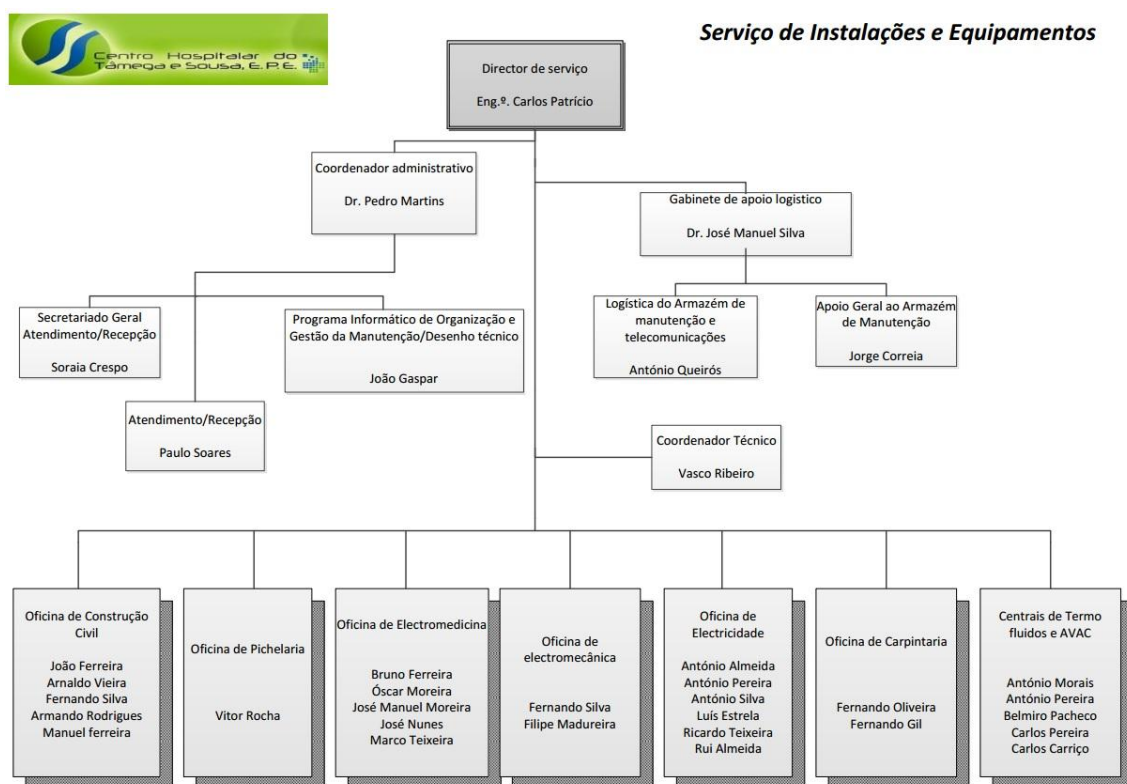 Centro Hospitalar do
Tâmega e Sousa, E. P. E.
Serviço de Instalações e Equipamentos
Director de serviço
Eng.º. Carlos Patrício
Coordenador administrativo
Dr. Pedro Martins
Gabinete de apoio logistico
Dr. José Manuel Silva
Secretariado Geral
Atendimento/Recepção
Soraia Crespo
Programa Informático de Organização e
Gestão da Manutenção/Desenho técnico
João Gaspar
Logística do Armazém de
manutenção e
telecomunicações
António Queirós
Apoio Geral ao Armazém
de Manutenção
Jorge Correia
Atendimento/Recepção
Paulo Soares
Coordenador Técnico
Vasco Ribeiro
Oficina de Construção
Civil
João Ferreira
Arnaldo Vieira
Fernando Silva
Armando Rodrigues
Manuel ferreira
Oficina de Pichelaria
Vitor Rocha
Oficina de Electromedicina
Bruno Ferreira
Óscar Moreira
José Manuel Moreira
José Nunes
Marco Teixeira
Oficina de
electromecânica
Fernando Silva
Filipe Madureira
Oficina de
Electricidade
António Almeida
António Pereira
António Silva
Luís Estrela
Ricardo Teixeira
Rui Almeida
Oficina de Carpintaria
Fernando Oliveira
Fernando Gil
Centrais de Termo
fluidos e AVAC
António Morais
António Pereira
Belmiro Pacheco
Carlos Pereira
Carlos Carriço